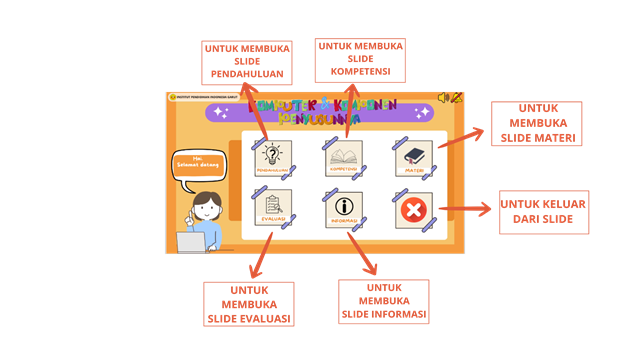 UNTUK MEMBUKA
SLIDE
PENDAHULUAN
UNTUK MEMBUKA
SLIDE
KOMPETENSI
INSTITUT PENDIDIKAN INDONESIA GARUT
KOMPUTER & KOMPONEN
PENYUSUNNYA
UNTUK
MEMBUKA
SLIDE MATERI
Hai
Selamat datang
PENDAHULUAN
KOMPETENSI
MATERI
EVALUASI
INFORMASI
UNTUK KELUAR
DARI SLIDE
UNTUK
MEMBUKA
SLIDE EVALUASI
UNTUK
MEMBUKA
SLIDE INFORMASI